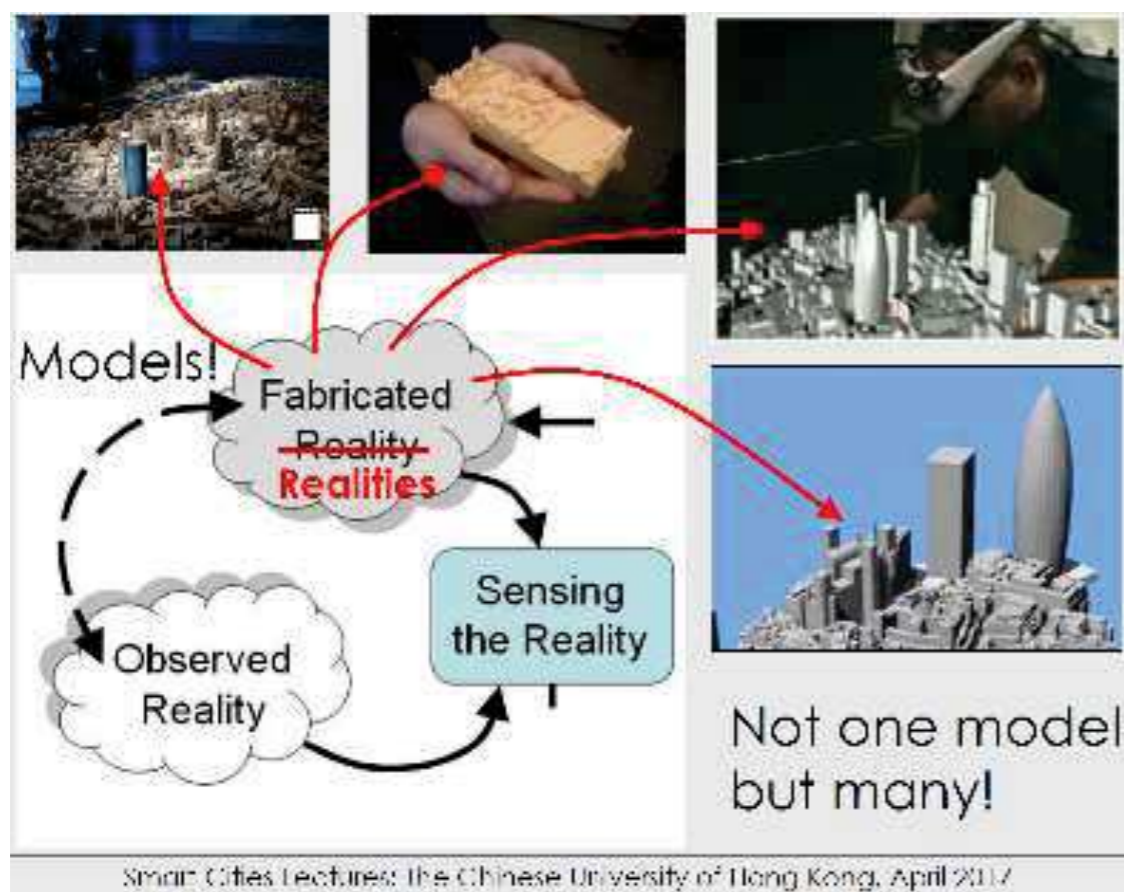 Models!
Fabricated
Reality
Realities
Sensing
the Reality
Observed
Reality
Not one model
but many!
Smart Cities Lectures: The Chinese University of Hong Kong, April 2017